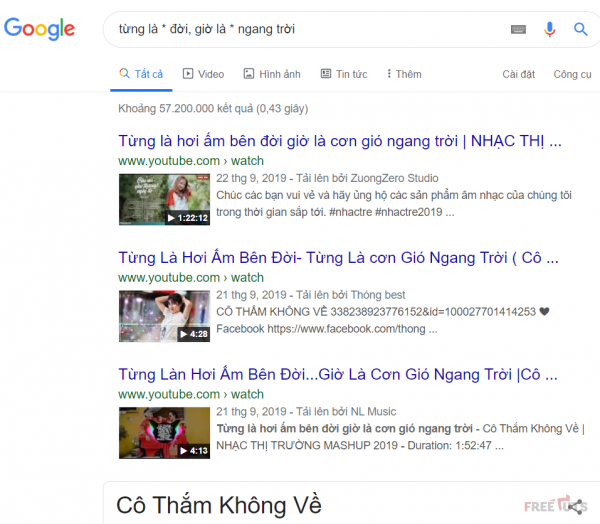 Google
từng là * đời, giờ là * ngang trời
Tất cả Video Hình ảnh Tin tức Thêm Cài đặt Công cụ
Khoảng 57.200.000 kết quả (0,43 giây)
Từng là hơi ấm bên đời giờ là cơn gió ngang trời | NHẠC THỊ ...
www.youtube.com › watch
22 thg 9, 2019 - Tải lên bởi ZuongZero Studio
Chúc các bạn vui vẻ và hãy ủng hộ các sản phẩm âm nhạc của chúng tôi
trong thời gian sắp tới. #nhactre #nhactre2019 ...
1:22:12
Từng Là Hơi Ấm Bên Đời- Từng Là cơn Gió Ngang Trời ( Cô ...
www.youtube.com › watch
21 thg 9, 2019 - Tải lên bởi Thóng best
CÔ THẮM KHÔNG VỀ 338238923776152&id=100027701414253 ❤
Facebook https://www.facebook.com/thong ...
4:28
Từng Làn Hơi Ấm Bên Đời...Giờ Là Cơn Gió Ngang Trời |Cô ...
www.youtube.com › watch
21 thg 9, 2019 - Tải lên bởi NL Music
Từng là hơi ấm bên đời giờ là cơn gió ngang trời - Cô Thắm Không Về |
NHẠC THỊ TRƯỜNG MASHUP 2019 - Duration: 1:52:47 ...
4:13
Cô Thắm Không Về
FREETUTS